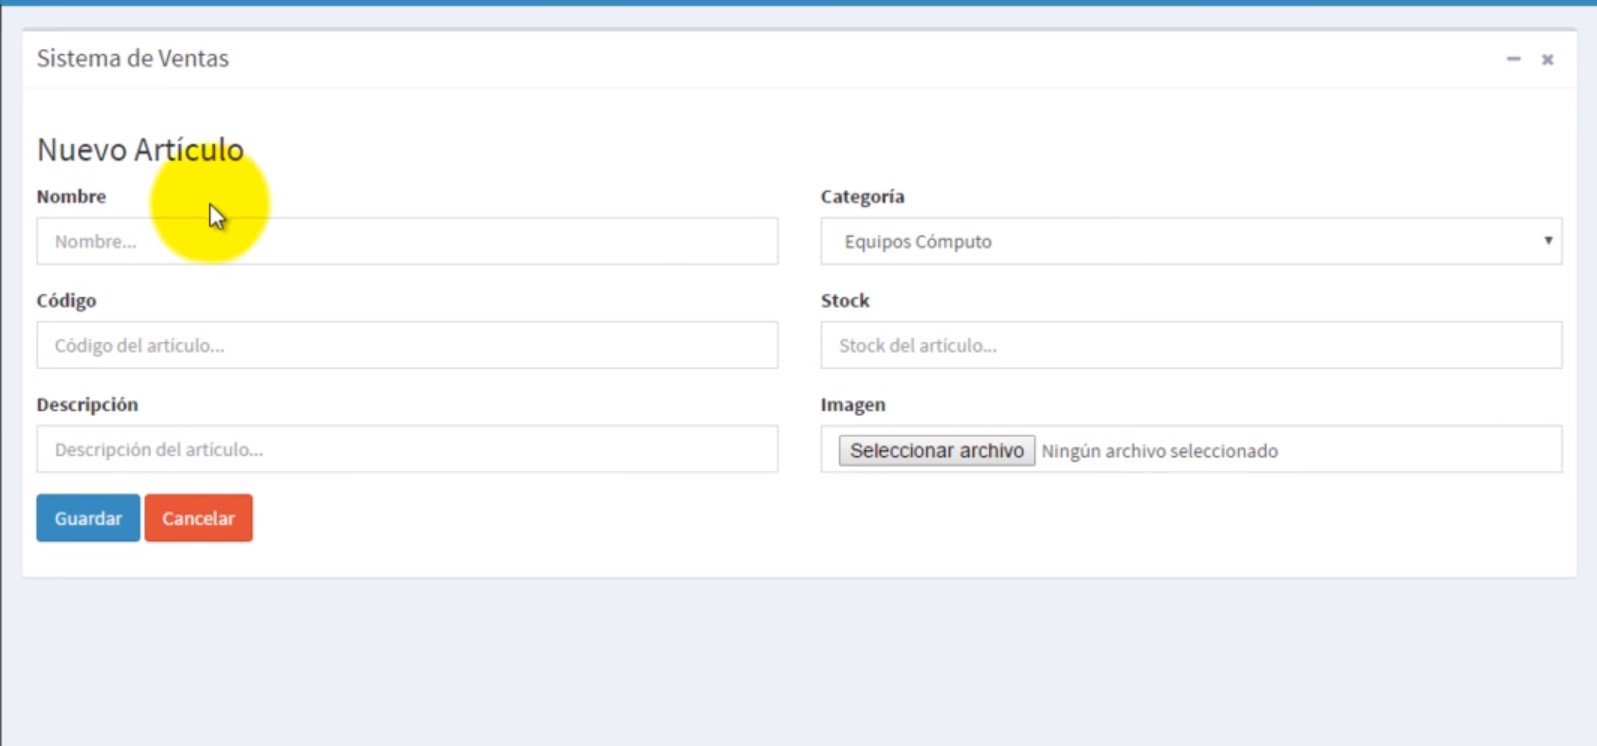 Sistema de Ventas
Nuevo Artículo
Nombre
Categoría
Nombre...
Equipos Cómputo
Código
Stock
Código del artículo...
Stock del artículo...
Descripción
Imagen
Descripción del artículo...
Seleccionar archivo Ningún archivo seleccionado
Guardar Cancelar